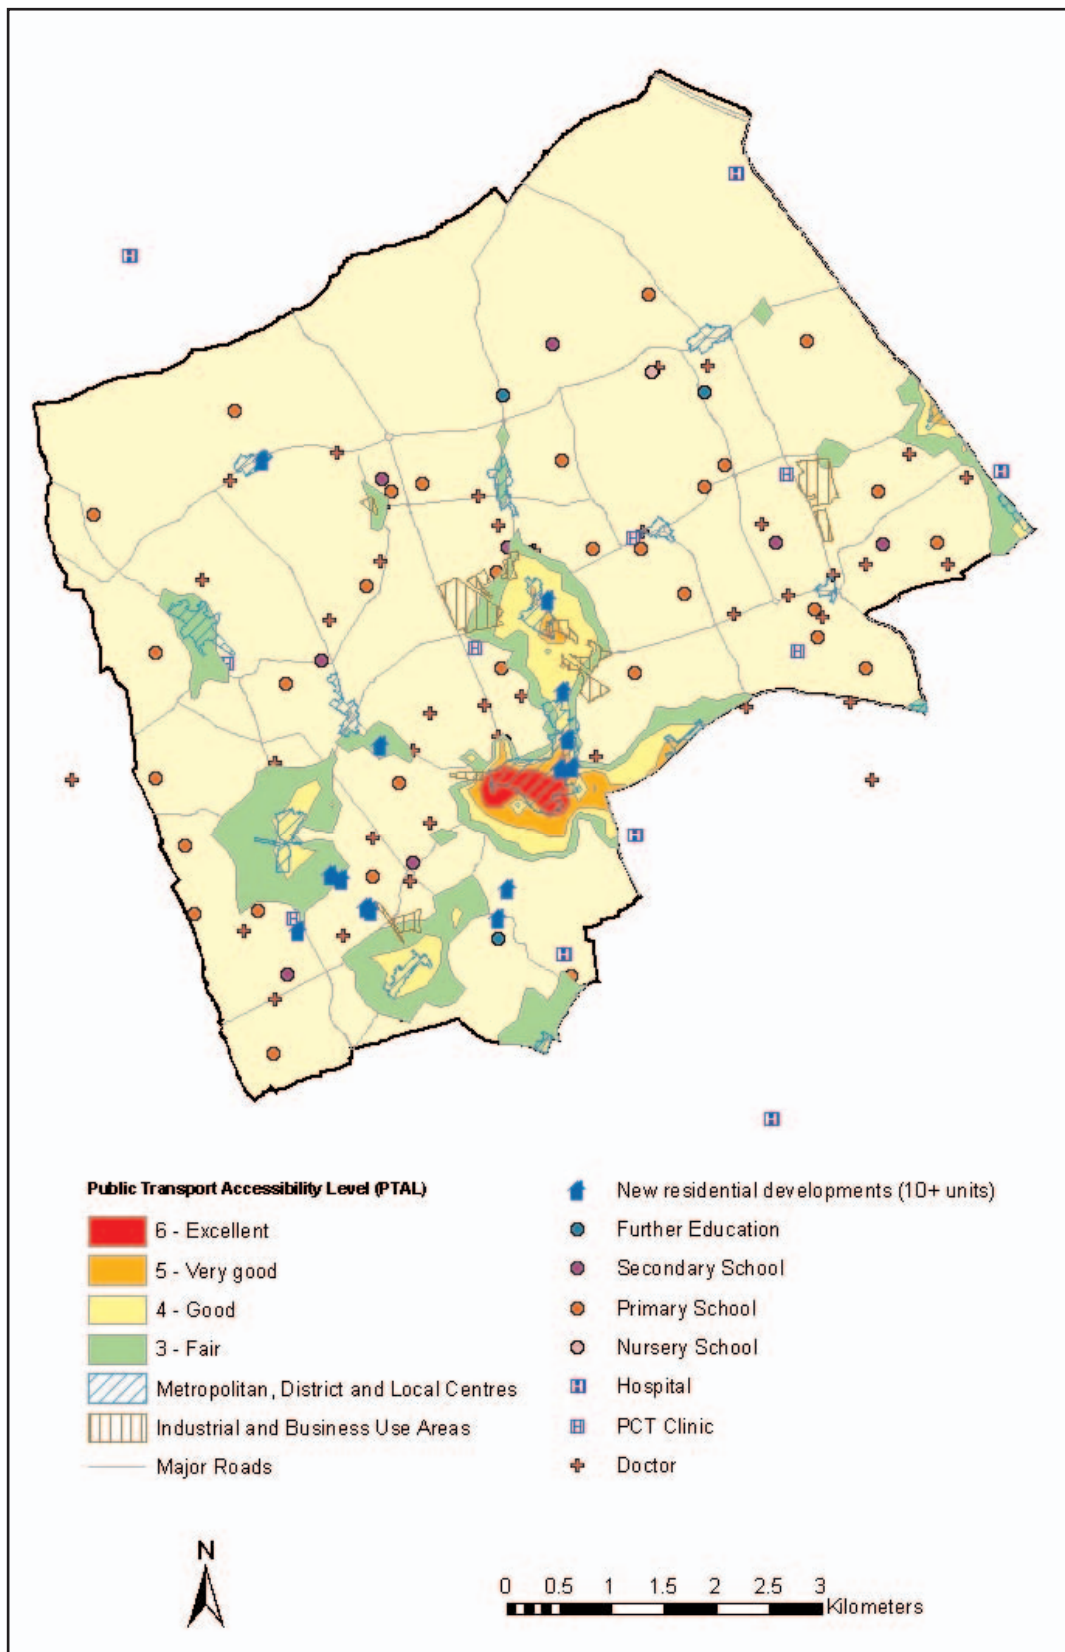 Public Transport Accessibility Level (PTAL)
6 - Excellent
5 - Very good
4 - Good
3 - Fair
Metropolitan, District and Local Centres
Industrial and Business Use Areas
Major Roads
New residential developments (10+ units)
Further Education
Secondary School
Primary School
Nursery School
H Hospital
H PCT Clinic
Doctor
N
0 0.5 1 1.5 2 2.5 3
Kilometers